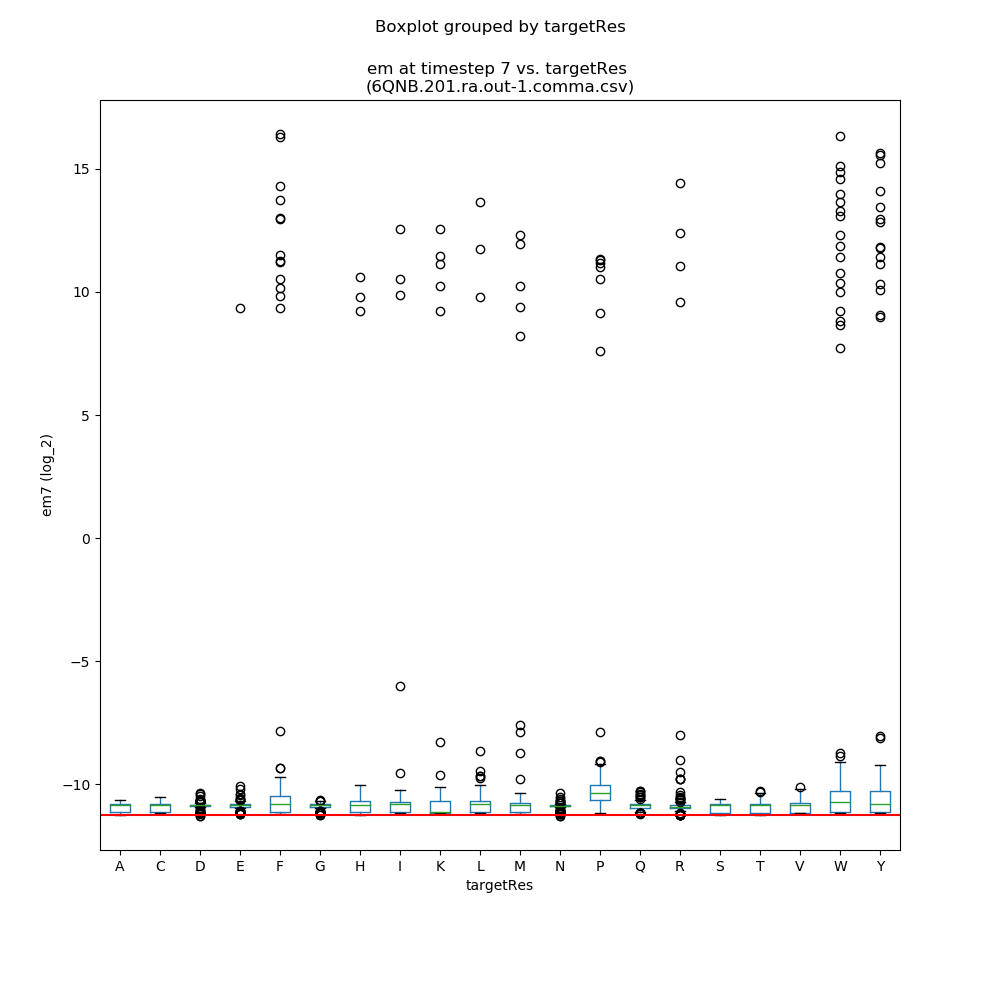 Boxplot grouped by targetRes
em at timestep 7 vs. targetRes
(6QNB.201.ra.out-1.comma.csv)
15
10
5
0
−5
−10
em7 (log_2)
A C D E F G H I K L M N P Q R S T V W Y
targetRes